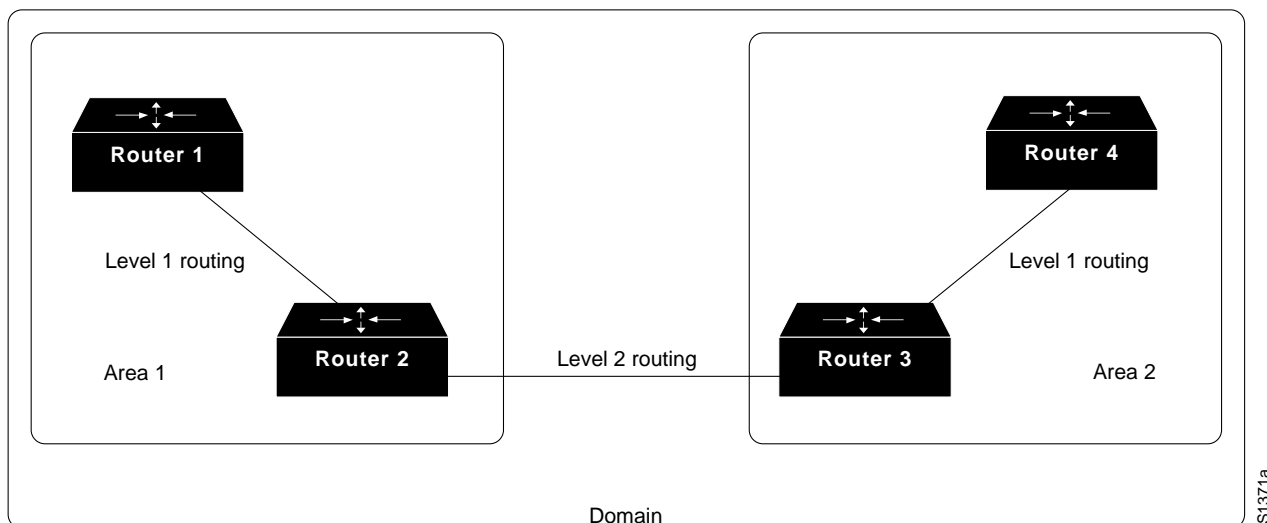 Router 1
Router 4
Level 1 routing
Level 1 routing
Router 2
Level 2 routing
Router 3
Area 1
Area 2
Domain
S1371a